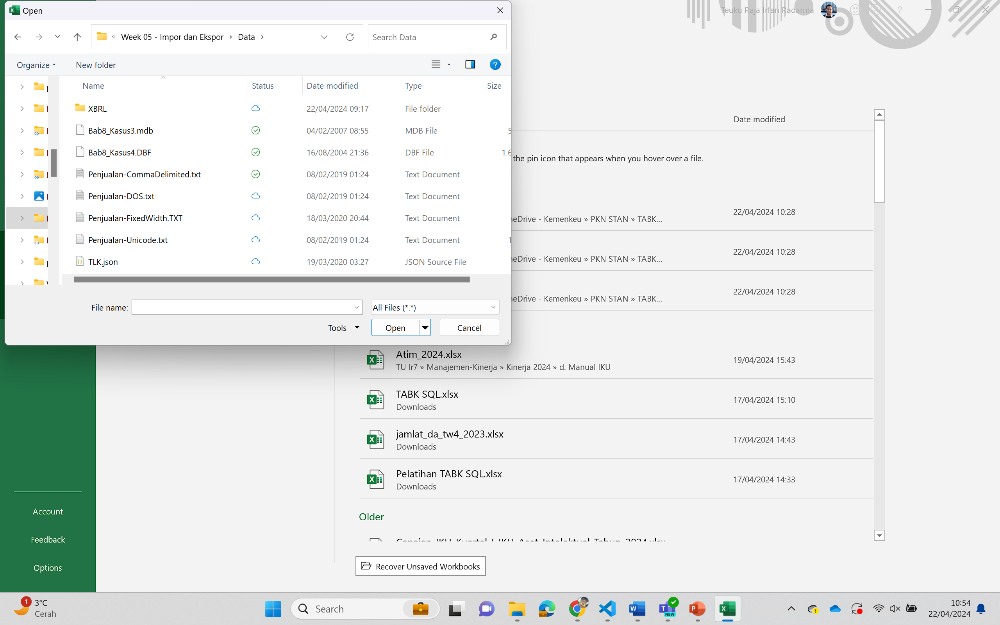 Open
Teuku Raja Irfan Radarma
?
« Week 05 - Impor dan Ekspor › Data ›
Search Data
Organize
New folder
?
Name Status Date modified Type Size
XBRL 22/04/2024 09:17 File folder
Bab8_Kasus3.mdb 04/02/2007 08:55 MDB File 5
Bab8_Kasus4.DBF 16/08/2004 21:36 DBF File 1.6
Penjualan-CommaDelimited.txt 08/02/2019 01:24 Text Document
Penjualan-DOS.txt 08/02/2019 01:24 Text Document
Penjualan-FixedWidth.TXT 18/03/2020 20:44 Text Document
Penjualan-Unicode.txt 08/02/2019 01:24 Text Document 1
TLK.json 19/03/2020 03:27 JSON Source File
File name: All Files (*.*)
Tools Open Cancel
Date modified
the pin icon that appears when you hover over a file.
22/04/2024 10:28
eDrive - Kemenkeu » PKN STAN » TABK...
22/04/2024 10:28
eDrive - Kemenkeu » PKN STAN » TABK...
22/04/2024 10:28
eDrive - Kemenkeu » PKN STAN » TABK...
Atim_2024.xlsx
TU Ir7 » Manajemen-Kinerja » Kinerja 2024 » d. Manual IKU
19/04/2024 15:43
TABK SQL.xlsx
Downloads
17/04/2024 15:10
jamlat_da_tw4_2023.xlsx
Downloads
17/04/2024 14:43
Pelatihan TABK SQL.xlsx
Downloads
17/04/2024 14:33
Older
Capaian_IKU_Kuartal_I_IKU_Aset_Intelektual_Tahun_2024.xlsx
Recover Unsaved Workbooks
Account
Feedback
Options
1
3°C
Cerah
Search
NEW
10:54
22/04/2024